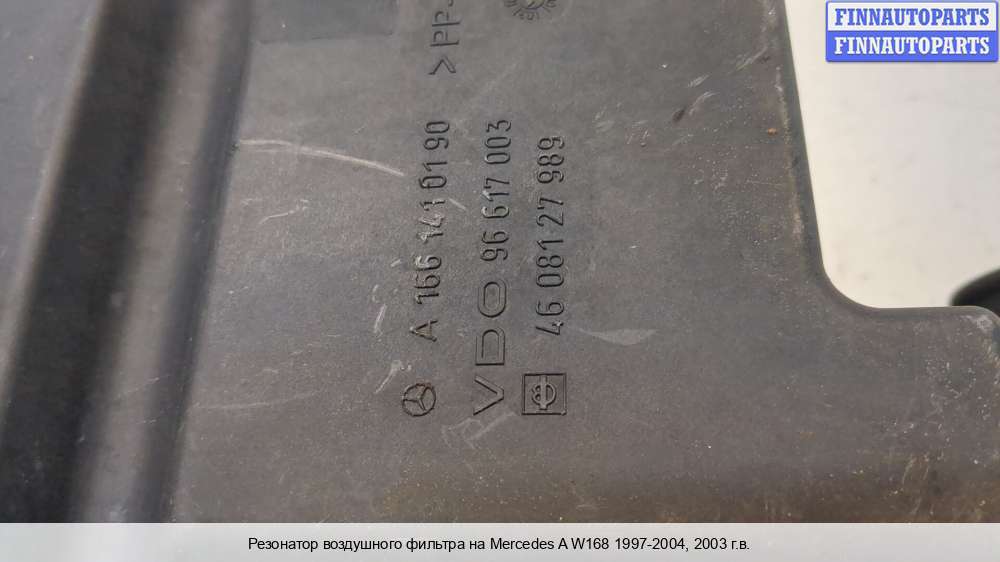 FINNAUTOPARTS
FINNAUTOPARTS
>PP-
A 166 141 01 90
VDO 96 617 003
46 081 27 989
Резонатор воздушного фильтра на Mercedes A W168 1997-2004, 2003 г.в.